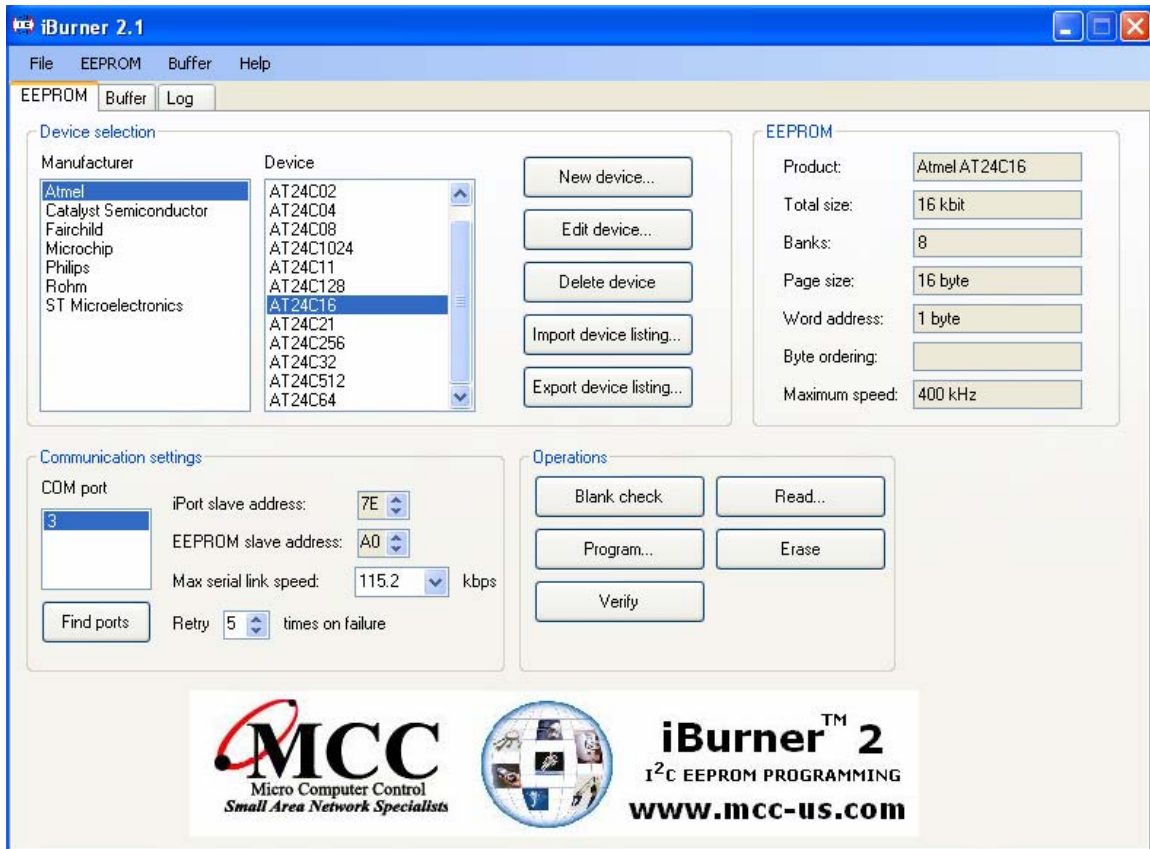 iBurner 2.1
File EEPROM Buffer Help
EEPROM Buffer Log
Device selection
Manufacturer
Atmel
Catalyst Semiconductor
Fairchild
Microchip
Philips
Rohm
ST Microelectronics
Device
AT24C02
AT24C04
AT24C08
AT24C1024
AT24C11
AT24C128
AT24C16
AT24C21
AT24C256
AT24C32
AT24C512
AT24C64
New device...
Edit device...
Delete device
Import device listing...
Export device listing...
EEPROM
Product: Atmel AT24C16
Total size: 16 kbit
Banks: 8
Page size: 16 byte
Word address: 1 byte
Byte ordering:
Maximum speed: 400 kHz
Communication settings
COM port
3
Find ports
iPort slave address: 7E
EEPROM slave address: A0
Max serial link speed: 115.2 kbps
Retry 5 times on failure
Operations
Blank check Read...
Program... Erase
Verify
MCC
Micro Computer Control
Small Area Network Specialists
iBurner™ 2
I²C EEPROM PROGRAMMING
www.mcc-us.com